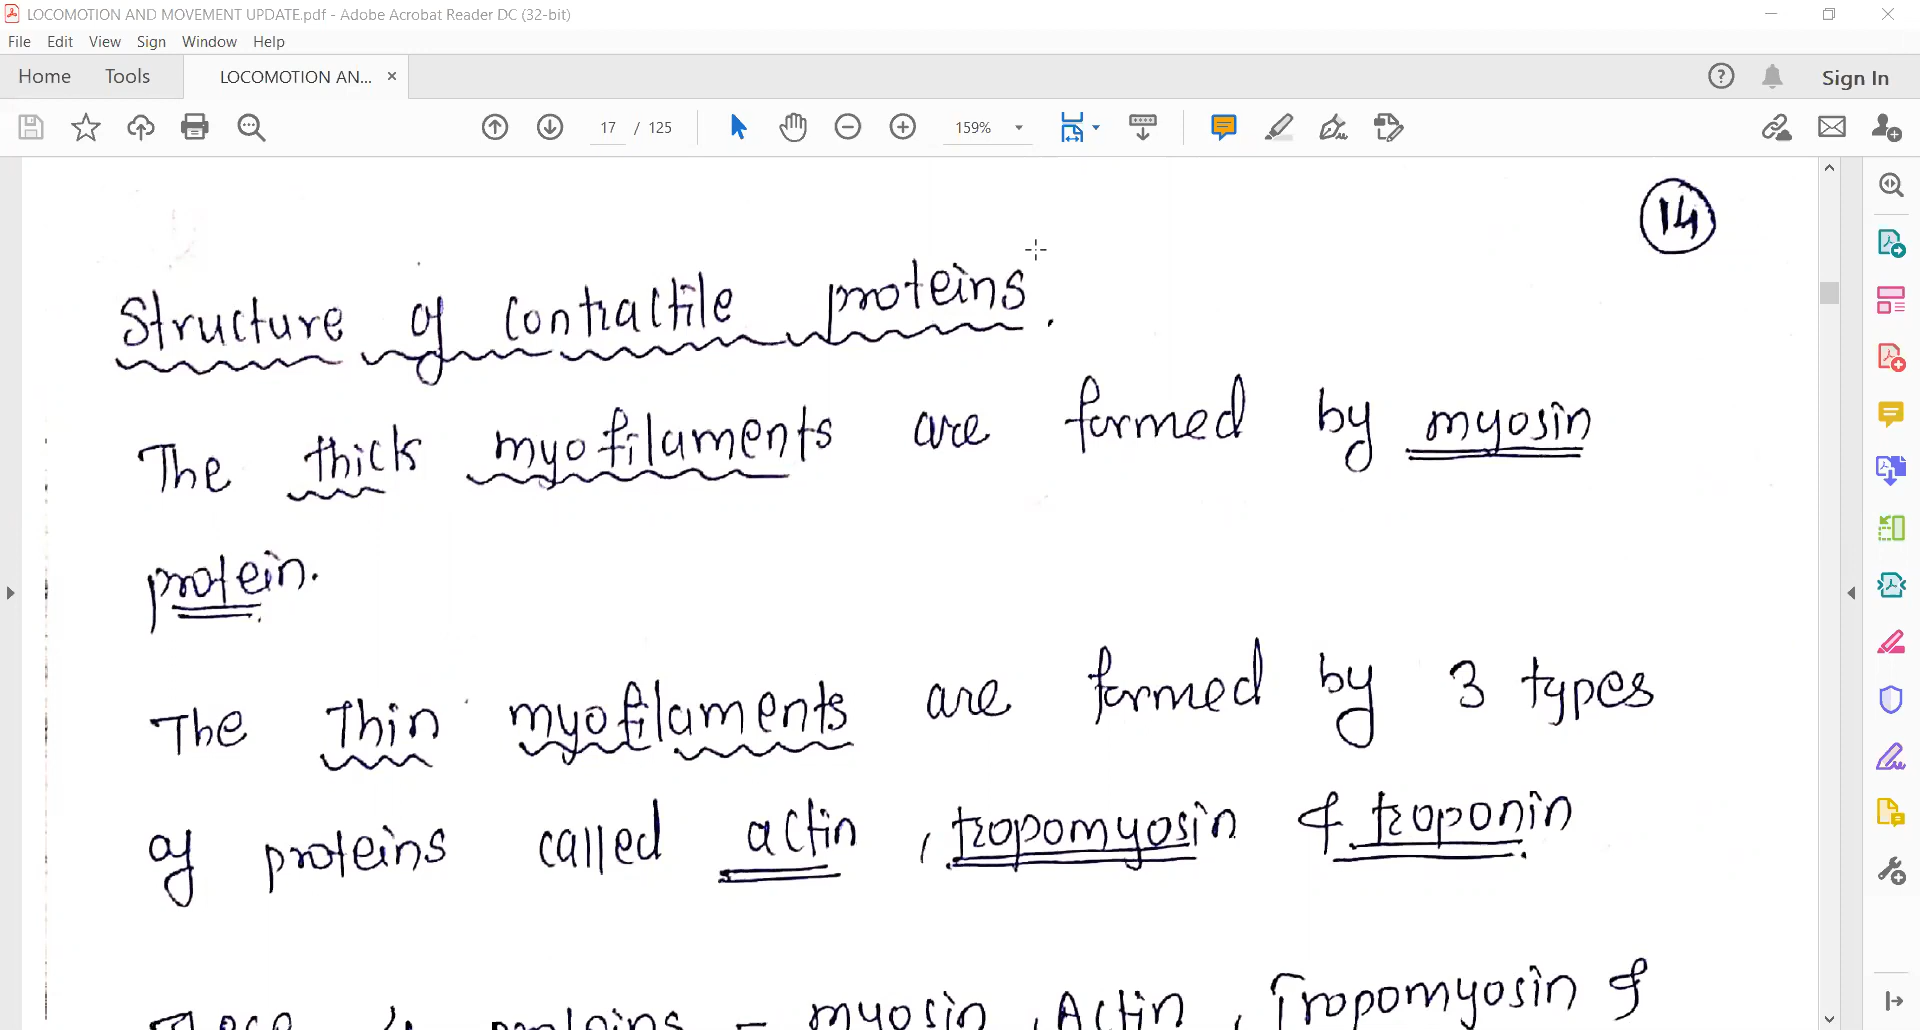 LOCOMOTION AND MOVEMENT UPDATE.pdf - Adobe Acrobat Reader DC (32-bit)
File Edit View Sign Window Help
Home Tools LOCOMOTION AN... × Sign In
17 / 125 159%
14
Structure of contractile proteins.
The thick myofilaments are formed by myosin
protein.
The Thin myofilaments are formed by 3 types
of proteins called actin, tropomyosin & troponin
4 proteins - myosin, Actin, Tropomyosin &